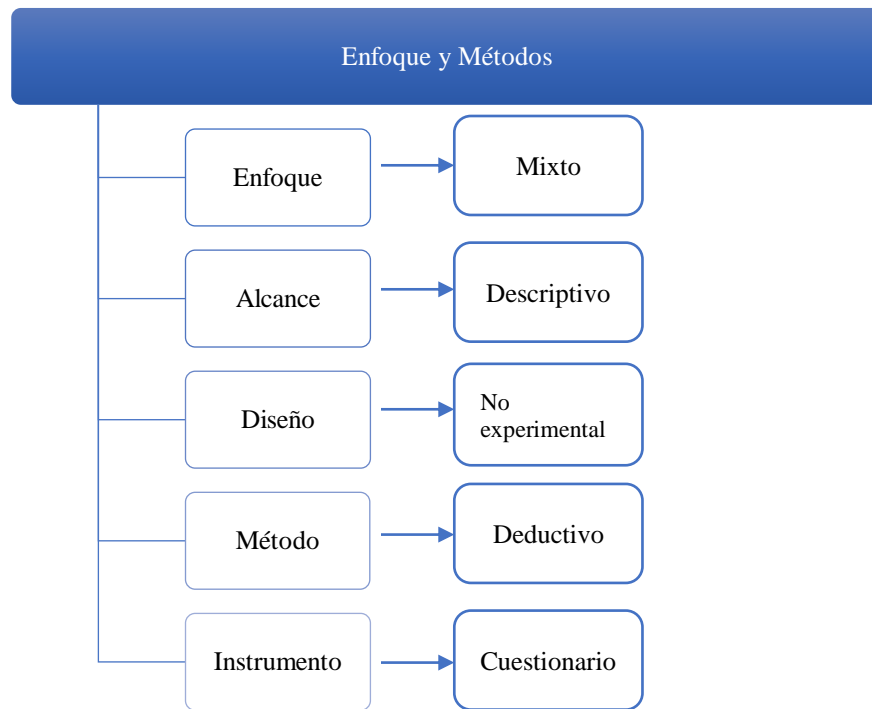 Enfoque y Métodos
Enfoque
Mixto
Alcance
Descriptivo
Diseño
No
experimental
Método
Deductivo
Instrumento
Cuestionario